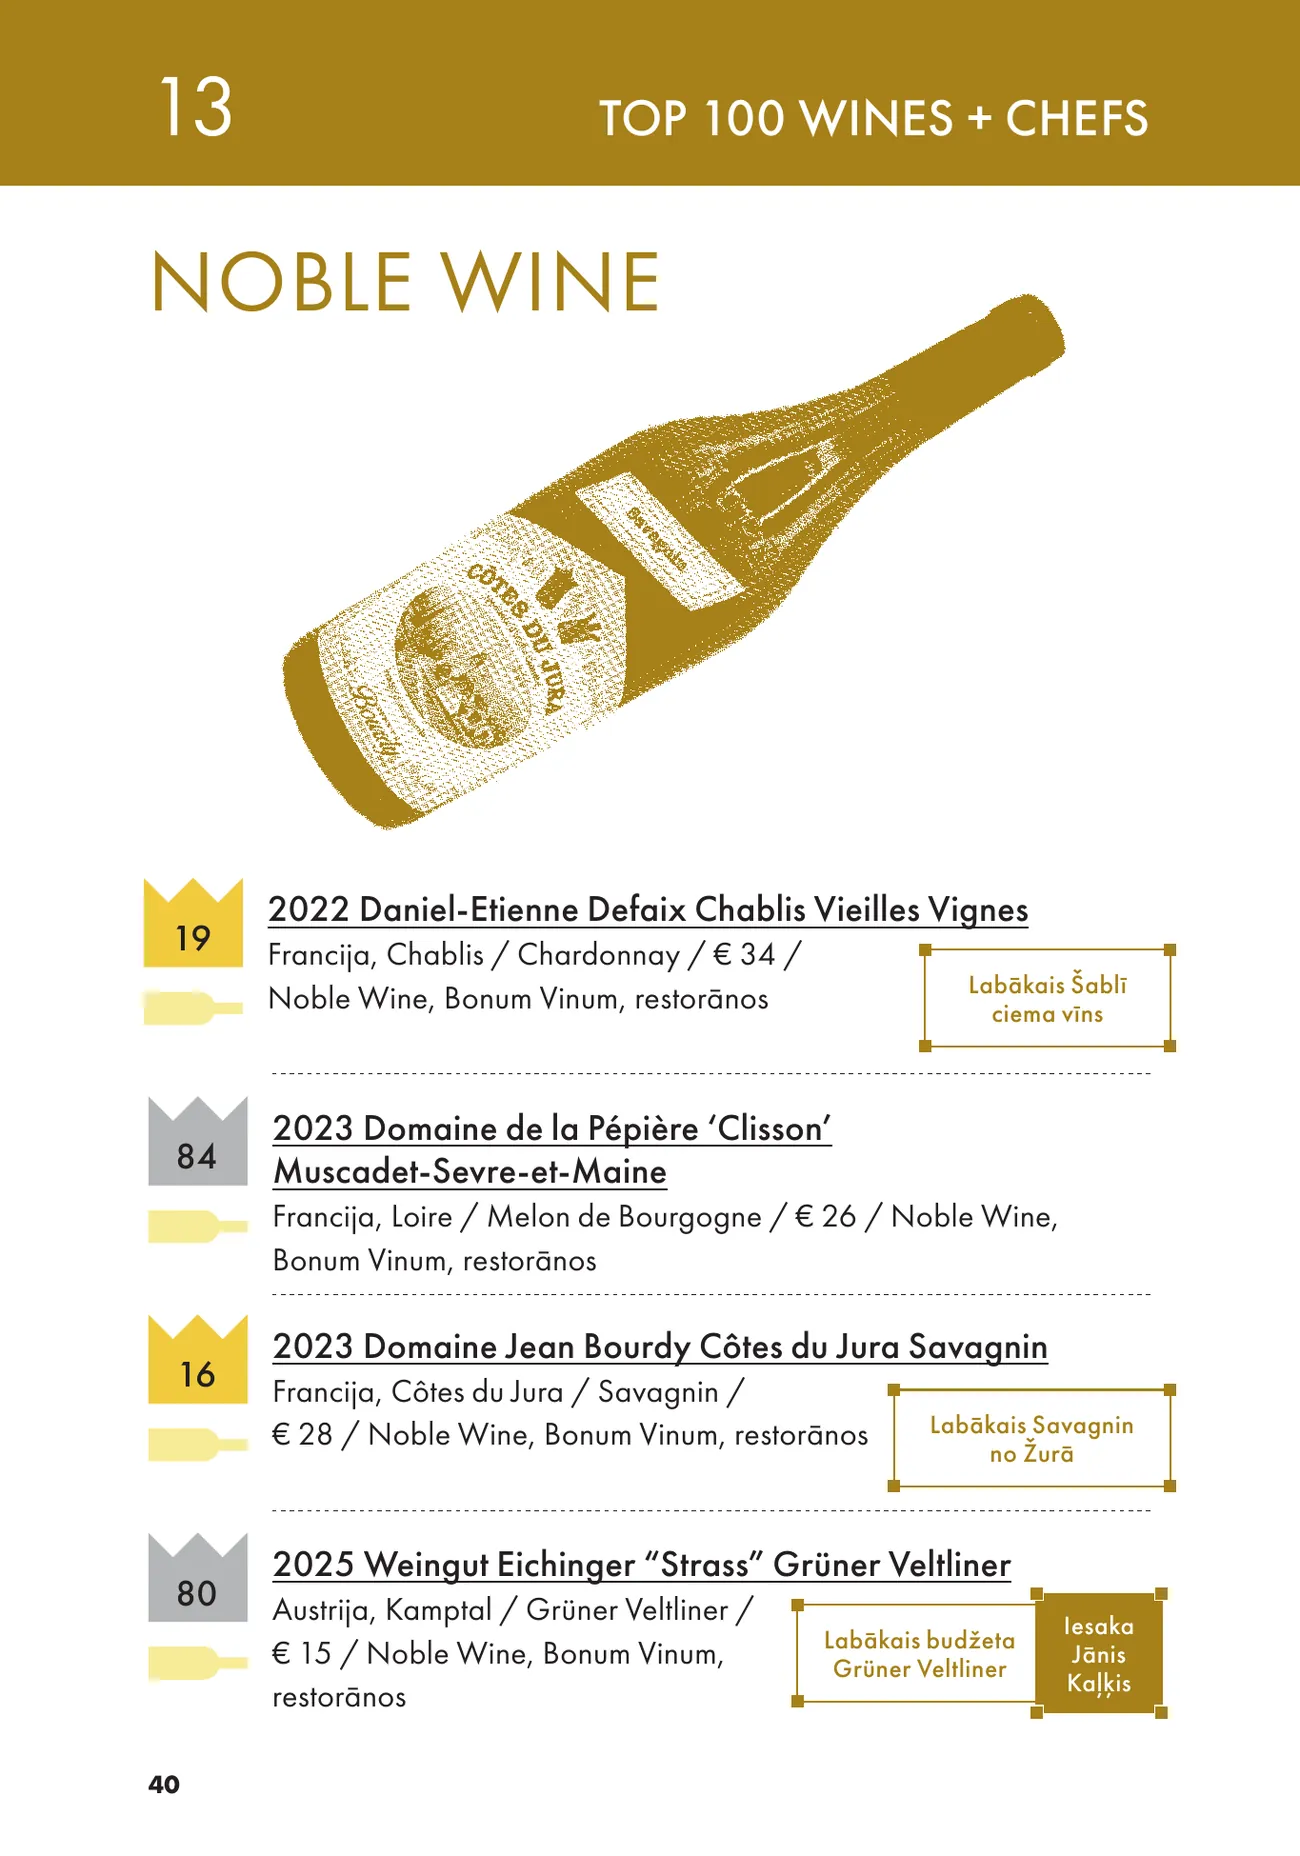 13
TOP 100 WINES + CHEFS
NOBLE WINE
Savagnin
CÔTES DU JURA
Bourdy
19
2022 Daniel-Etienne Defaix Chablis Vieilles Vignes
Francija, Chablis / Chardonnay / € 34 /
Noble Wine, Bonum Vinum, restorānos
Labākais Šablī
ciema vīns
84
2023 Domaine de la Pépière ‘Clisson’
Muscadet-Sevre-et-Maine
Francija, Loire / Melon de Bourgogne / € 26 / Noble Wine,
Bonum Vinum, restorānos
16
2023 Domaine Jean Bourdy Côtes du Jura Savagnin
Francija, Côtes du Jura / Savagnin /
€ 28 / Noble Wine, Bonum Vinum, restorānos
Labākais Savagnin
no Žurā
80
2025 Weingut Eichinger “Strass” Grüner Veltliner
Austrija, Kamptal / Grüner Veltliner /
€ 15 / Noble Wine, Bonum Vinum,
restorānos
Labākais budžeta
Grüner Veltliner
Iesaka
Jānis
Kaļķis
40